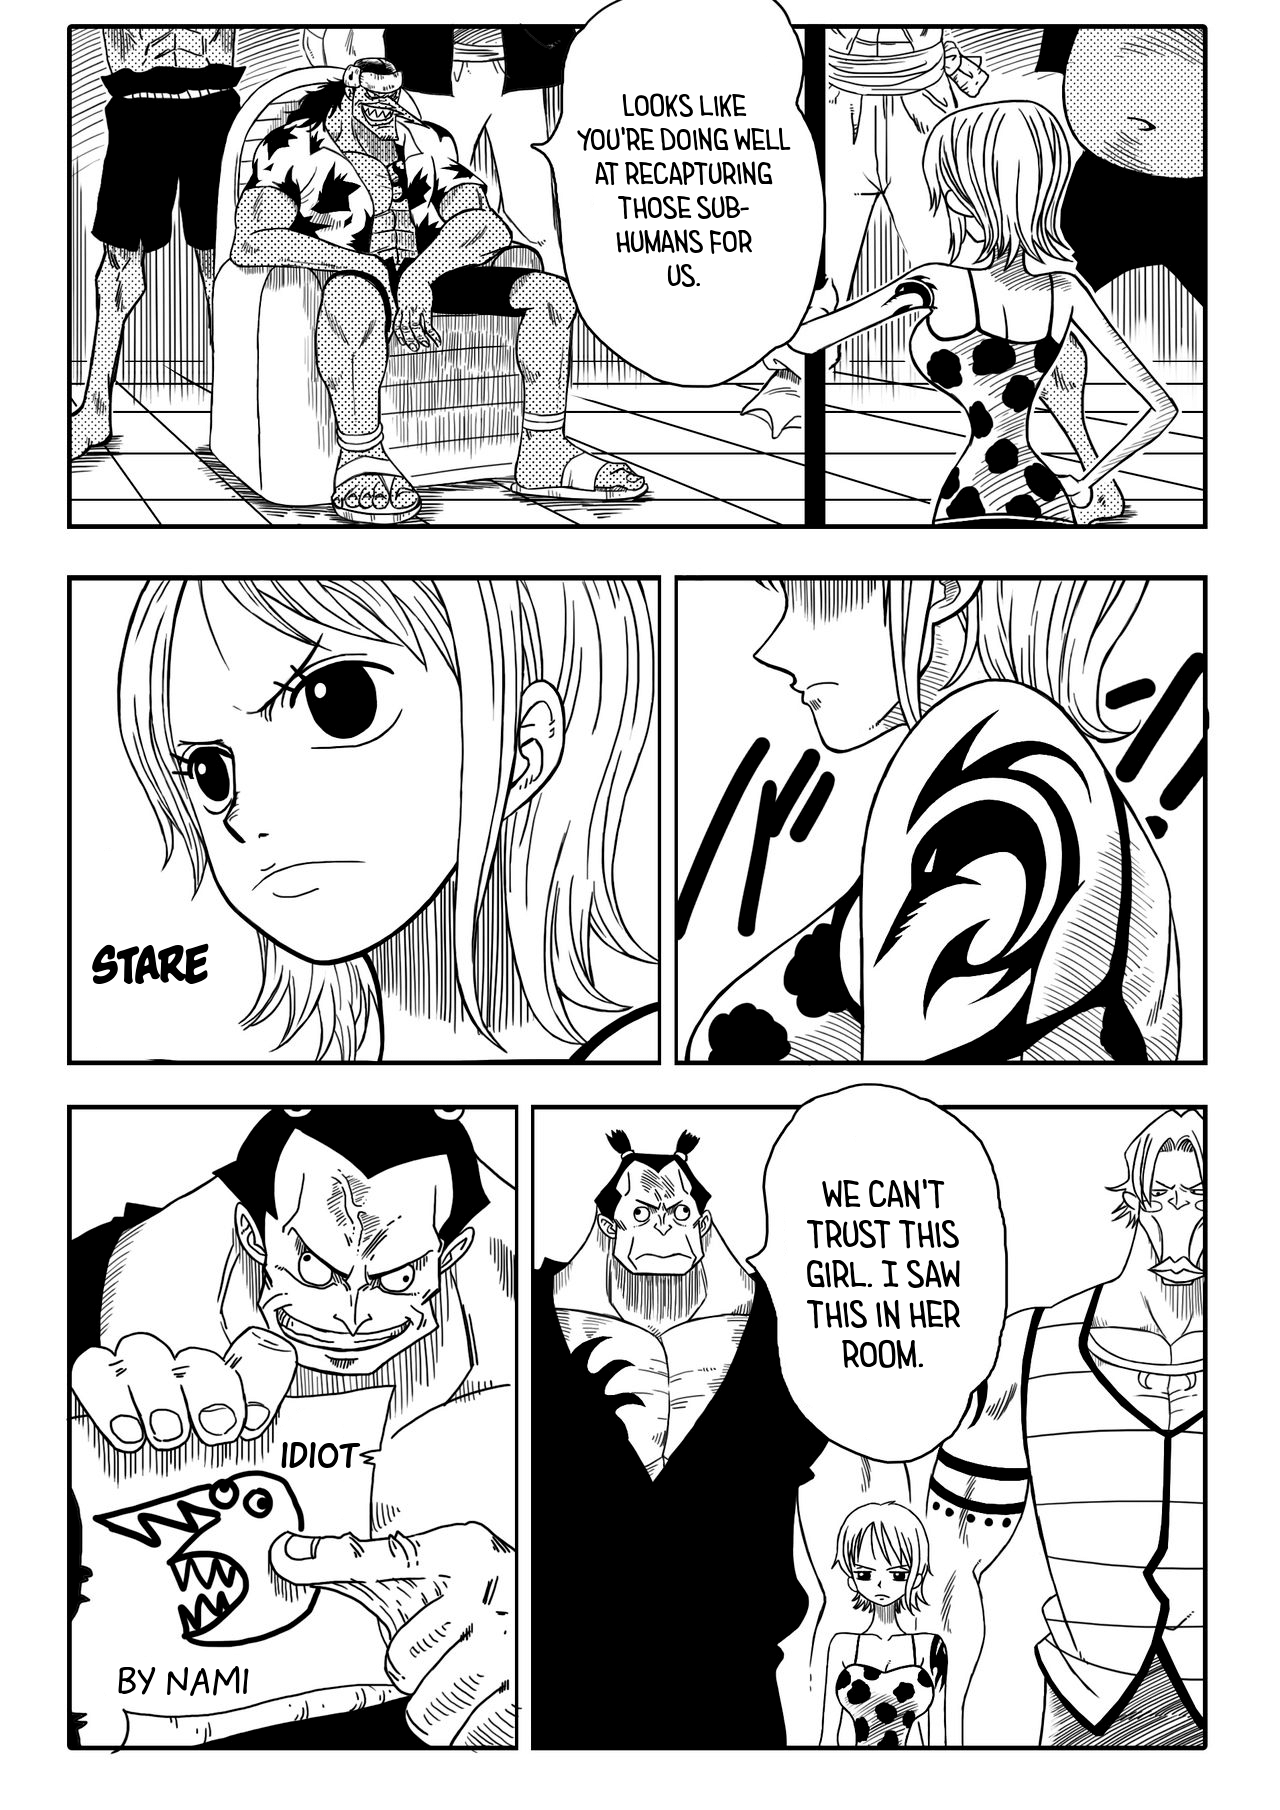 LOOKS LIKE
YOU'RE DOING WELL
AT RECAPTURING
THOSE SUB-
HUMANS FOR
US.
STARE
IDIOT
BY NAMI
WE CAN'T
TRUST THIS
GIRL. I SAW
THIS IN HER
ROOM.